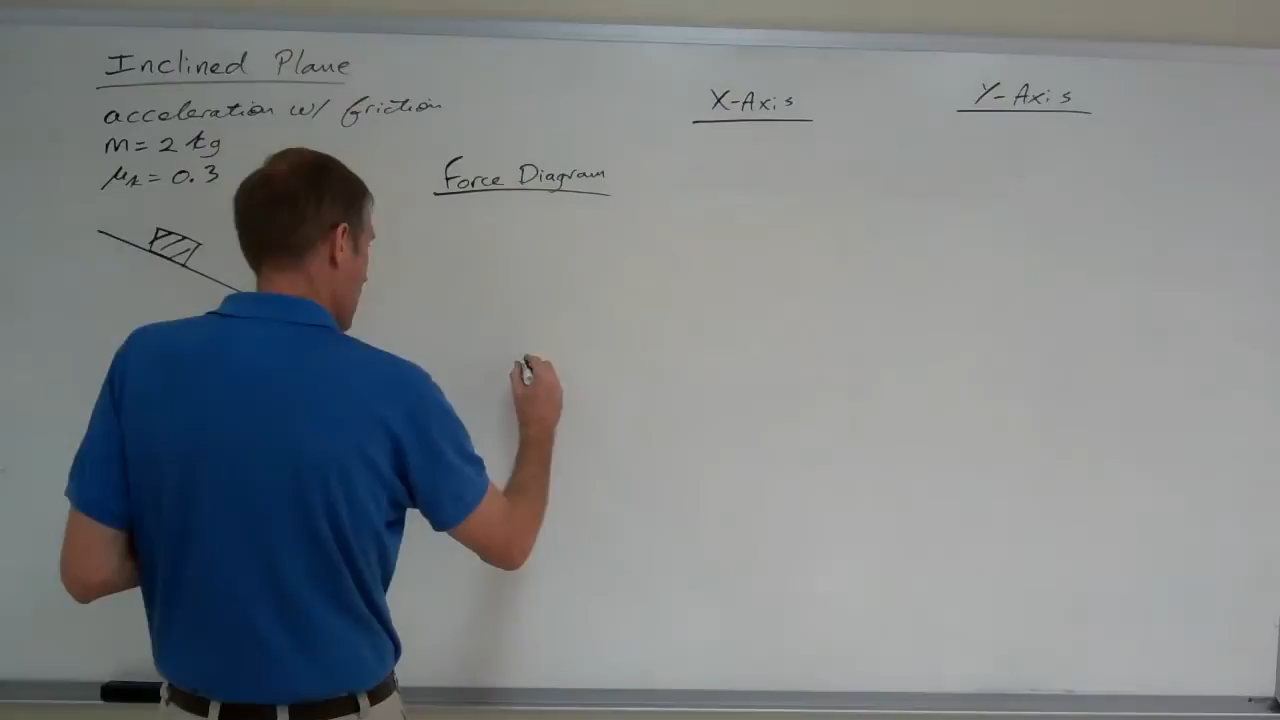 Inclined Plane
acceleration w/ friction
m = 2 kg
μk = 0.3
Force Diagram
X-Axis
Y-Axis